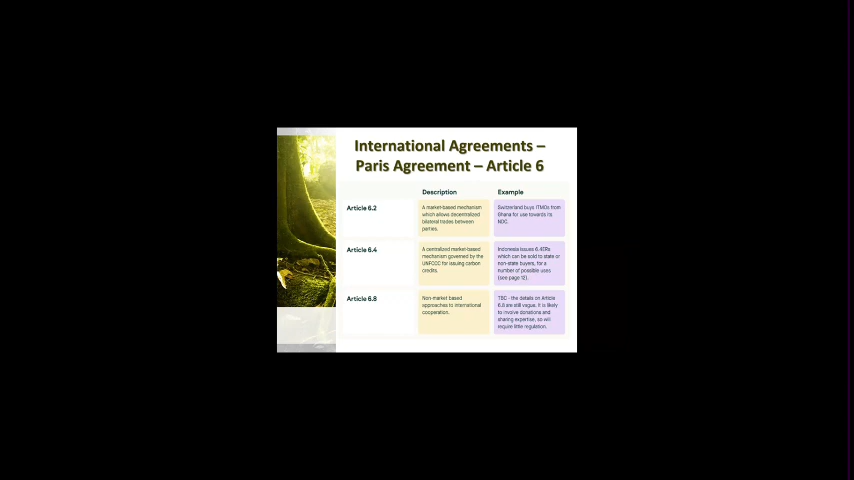 International Agreements –
Paris Agreement – Article 6
Description
Example
Article 6.2
A market-based mechanism
which allows decentralized
bilateral trades between
parties.
Switzerland buys ITMOs from
Ghana for use towards its
NDC.
Article 6.4
A centralized market-based
mechanism governed by the
UNFCCC for issuing carbon
credits.
Indonesia issues 6.4ERs
which can be sold to state or
non-state buyers, for a
number of possible uses
(see page 12).
Article 6.8
Non-market based
approaches to international
cooperation.
TBC - the details on Article
6.8 are still vague. It is likely
to involve donations and
sharing expertise, so will
require little regulation.